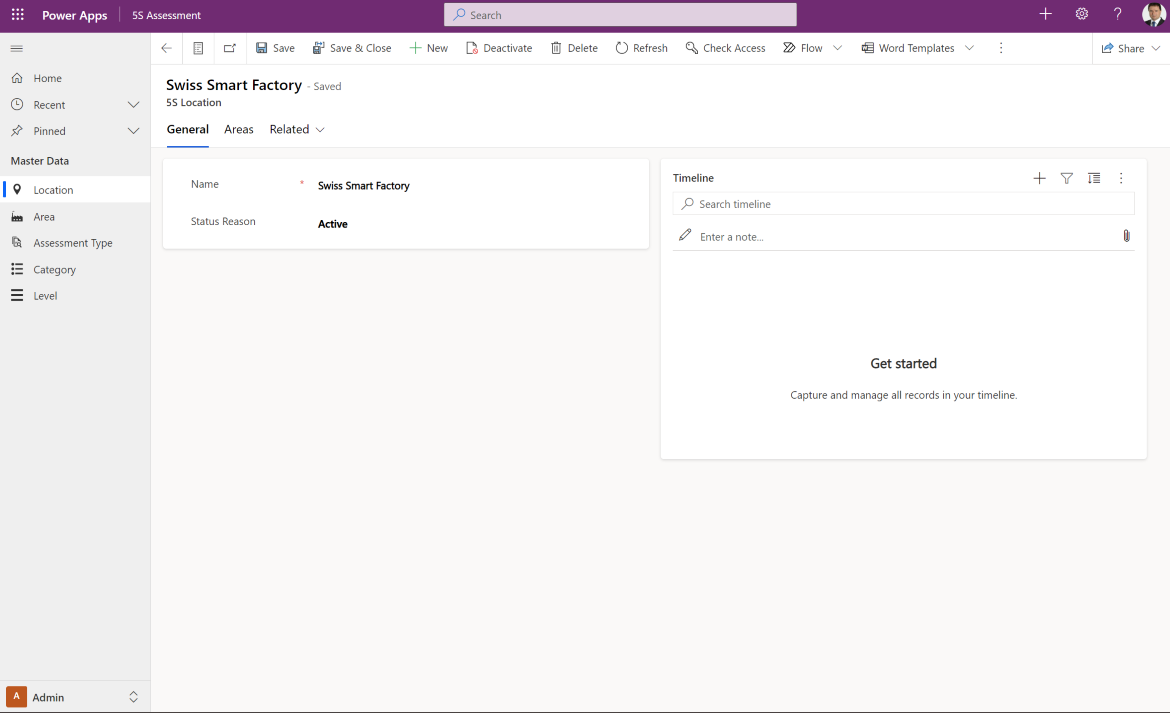 Power Apps 5S Assessment Search
Save Save & Close New Deactivate Delete Refresh Check Access Flow Word Templates Share
Home
Recent
Pinned
Master Data
Location
Area
Assessment Type
Category
Level
A Admin
Swiss Smart Factory - Saved
5S Location
General Areas Related
Name * Swiss Smart Factory
Status Reason Active
Timeline
Search timeline
Enter a note...
Get started
Capture and manage all records in your timeline.